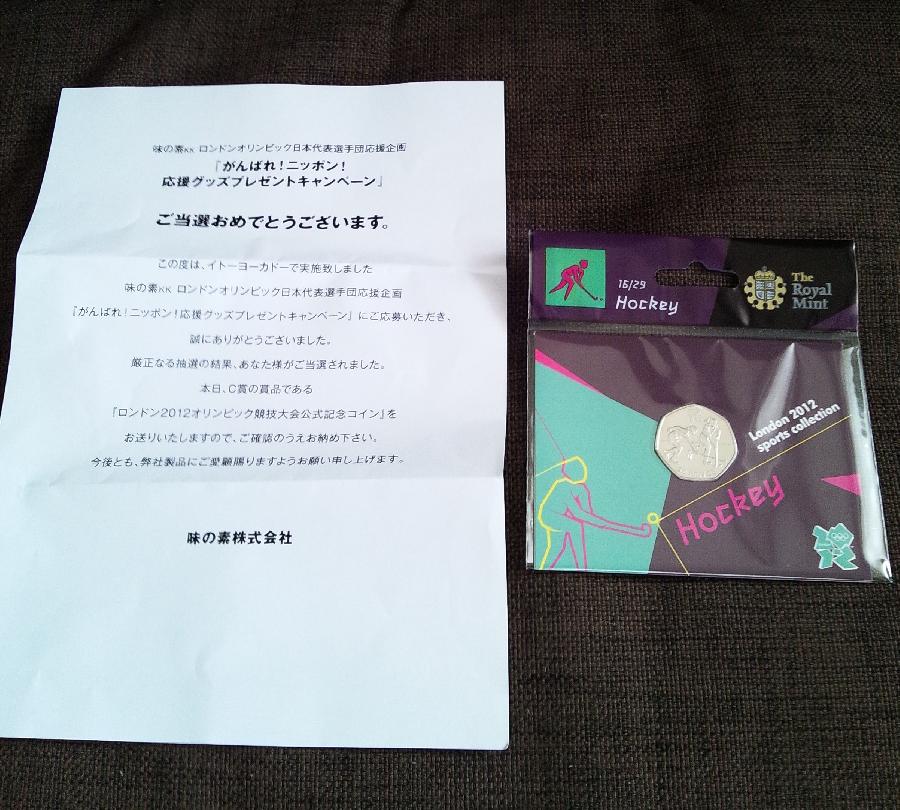 味の素KK ロンドンオリンピック日本代表選手団応援企画
「がんばれ!ニッポン!
応援グッズプレゼントキャンペーン」
ご当選おめでとうございます。
この度は、イトーヨーカドーで実施致しました
味の素KK ロンドンオリンピック日本代表選手団応援企画
『がんばれ!ニッポン!応援グッズプレゼントキャンペーン』にご応募いただき、
誠にありがとうございました。
厳正なる抽選の結果、あなた様がご当選されました。
本日、C賞の賞品である
『ロンドン2012オリンピック競技大会公式記念コイン』を
お送りいたしますので、ご確認のうえお納め下さい。
今後とも、弊社製品にご愛顧賜りますようお願い申し上げます。
味の素株式会社
16/29
Hockey
The
Royal
Mint
London 2012
sports collection
Hockey